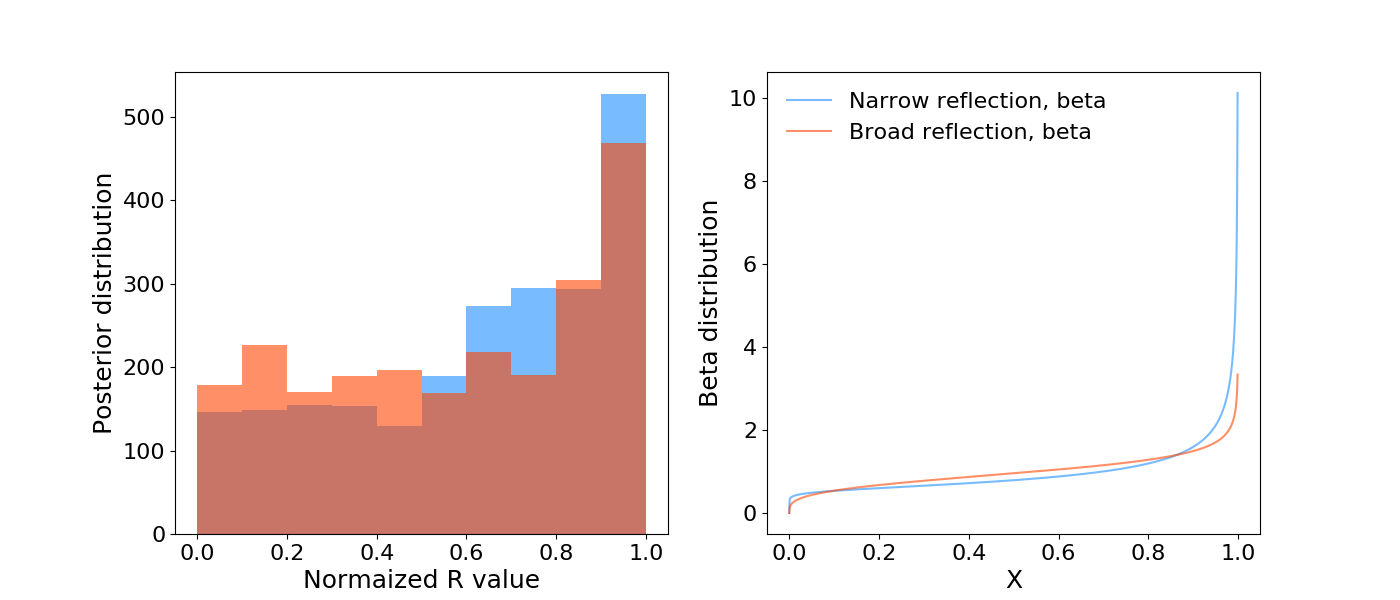 Posterior distribution
500
400
300
200
100
0
0.0 0.2 0.4 0.6 0.8 1.0
Normaized R value
Beta distribution
10
8
6
4
2
0
Narrow reflection, beta
Broad reflection, beta
0.0 0.2 0.4 0.6 0.8 1.0
X